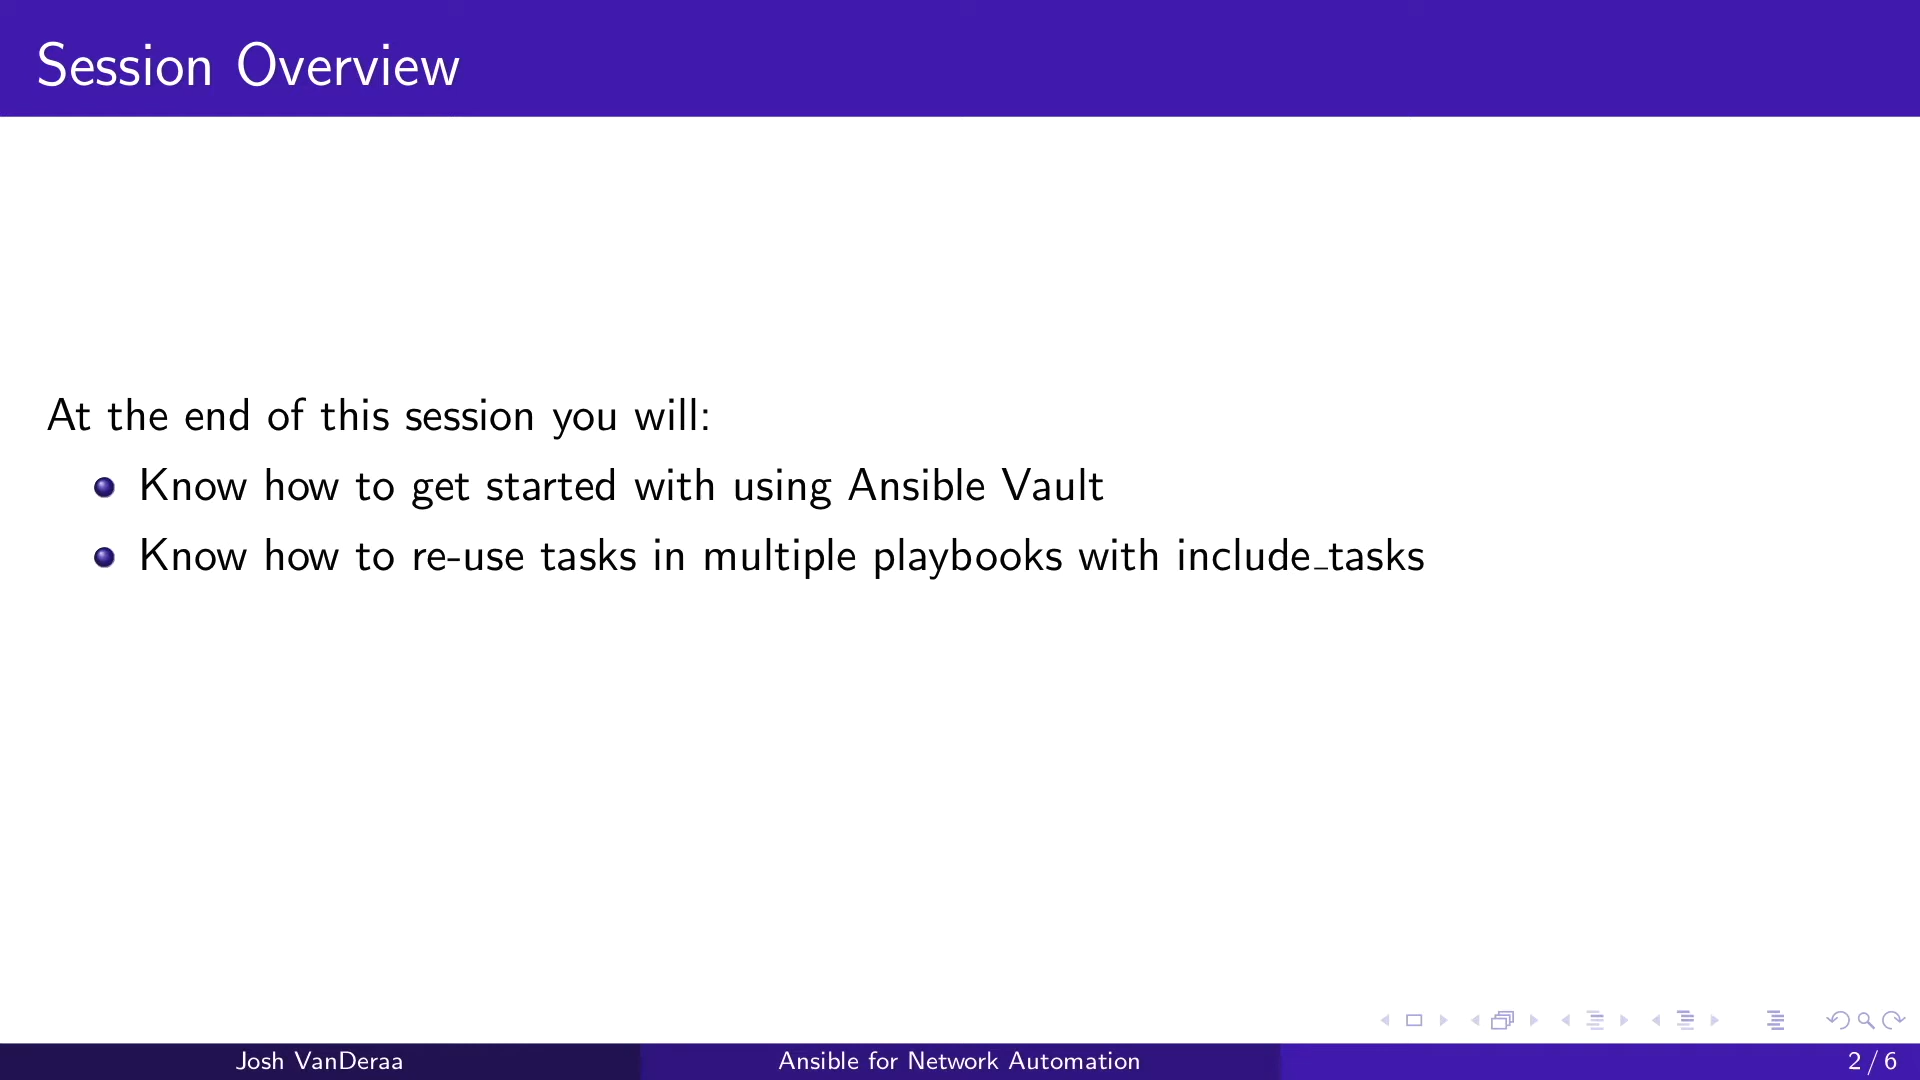 Session Overview
At the end of this session you will:
Know how to get started with using Ansible Vault
Know how to re-use tasks in multiple playbooks with include_tasks
Josh VanDeraa
Ansible for Network Automation
2 / 6